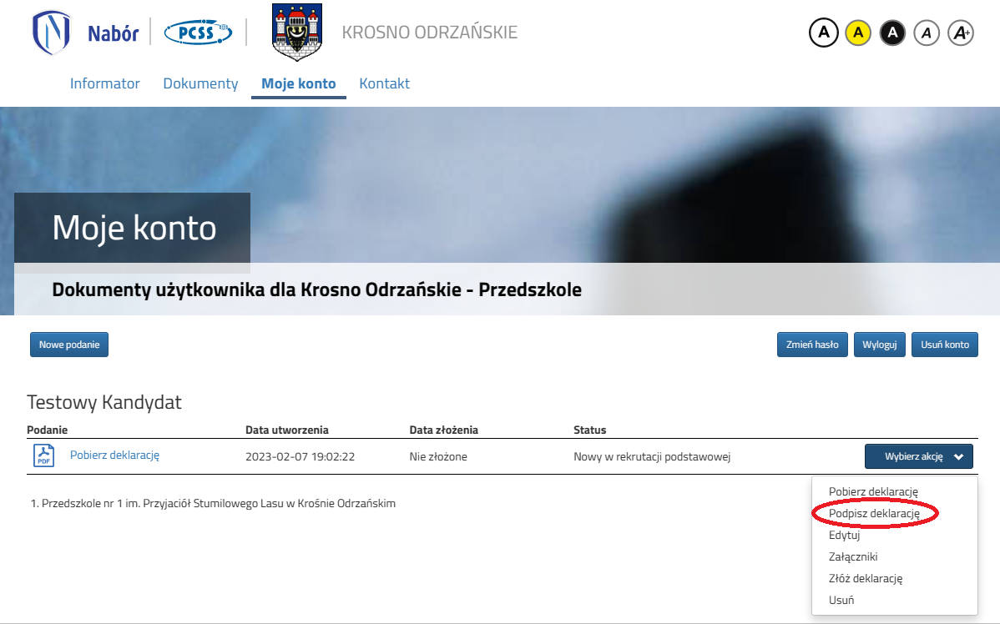 Nabór PCSS KROSNO ODRZAŃSKIE A A A A A+
Informator Dokumenty Moje konto Kontakt
Moje konto
Dokumenty użytkownika dla Krosno Odrzańskie - Przedszkole
Nowe podanie Zmień hasło Wyloguj Usuń konto
Testowy Kandydat
Podanie Data utworzenia Data złożenia Status
PDF Pobierz deklarację 2023-02-07 19:02:22 Nie złożone Nowy w rekrutacji podstawowej Wybierz akcję
1. Przedszkole nr 1 im. Przyjaciół Stumilowego Lasu w Krośnie Odrzańskim
Pobierz deklarację
Podpisz deklarację
Edytuj
Załączniki
Złóż deklarację
Usuń